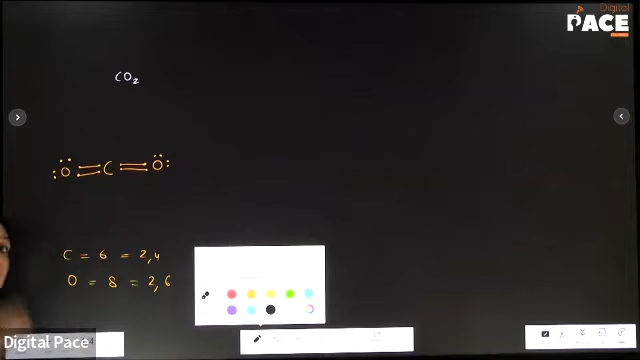 Digital
PACE
CO2
:Ö=C=Ö:
C = 6 = 2,4
O = 8 = 2,6
Digital Pace